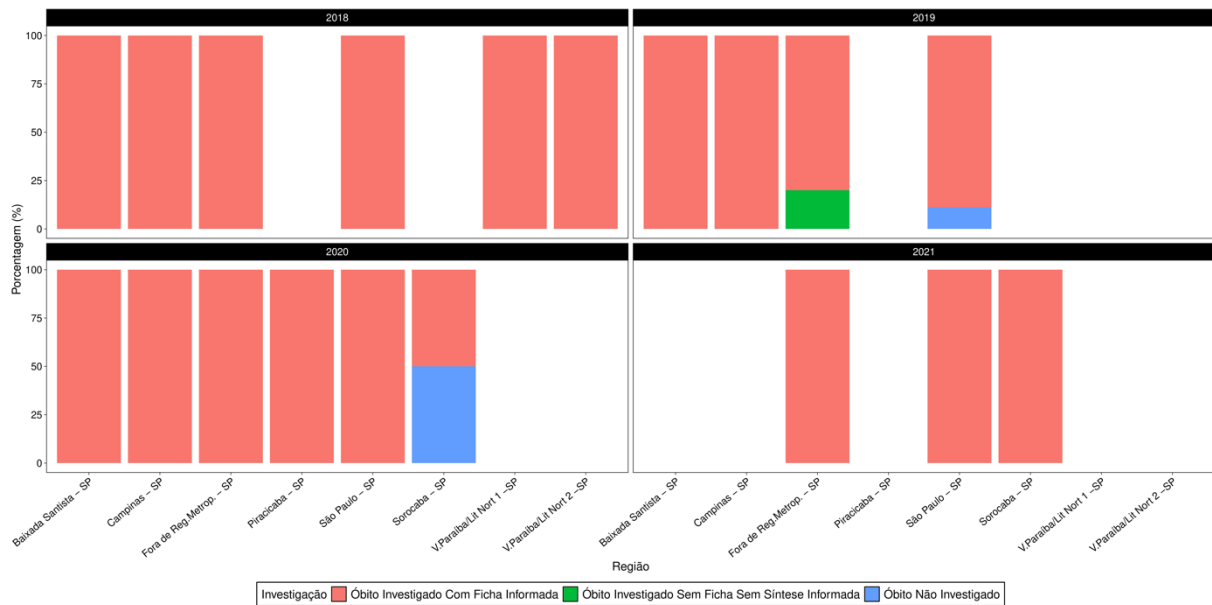 2018
2019
100
75
50
25
0
2020
2021
100
75
50
25
0
Porcentagem (%)
Baixada Santista – SP
Campinas – SP
Fora de Reg.Metrop. – SP
Piracicaba – SP
São Paulo – SP
Sorocaba – SP
V.Paraíba/Lit Nort 1 –SP
V.Paraíba/Lit Nort 2 –SP
Baixada Santista – SP
Campinas – SP
Fora de Reg.Metrop. – SP
Piracicaba – SP
São Paulo – SP
Sorocaba – SP
V.Paraíba/Lit Nort 1 –SP
V.Paraíba/Lit Nort 2 –SP
Região
Investigação Óbito Investigado Com Ficha Informada Óbito Investigado Sem Ficha Sem Síntese Informada Óbito Não Investigado